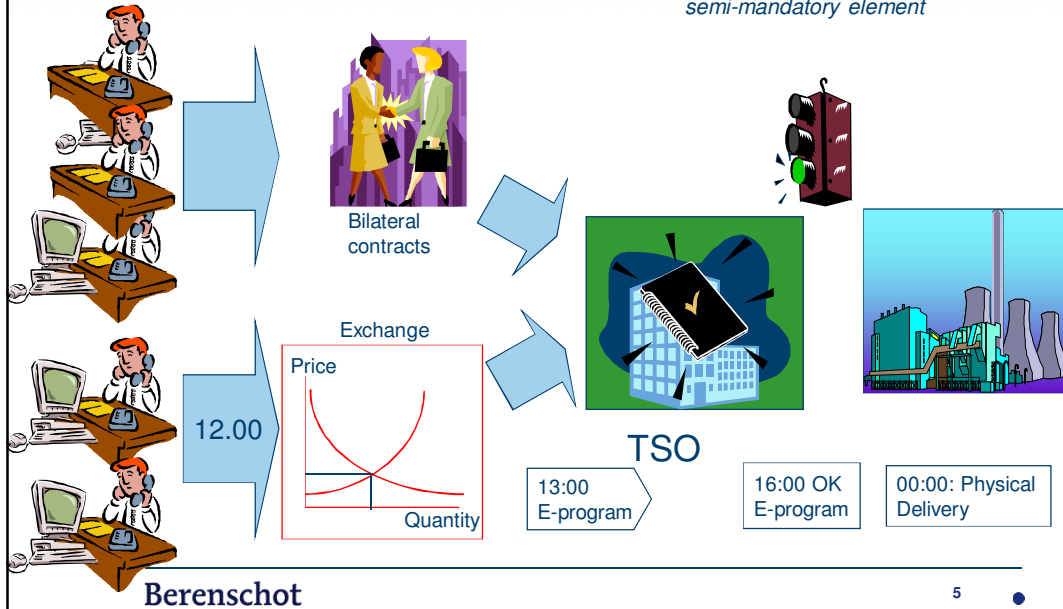 semi-mandatory element
Bilateral
contracts
Exchange
Price
12.00
Quantity
TSO
13:00
E-program
16:00 OK
E-program
00:00: Physical
Delivery
Berenschot
5